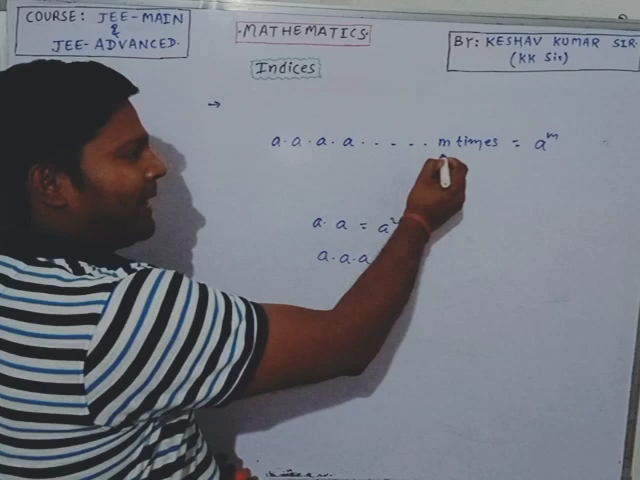 COURSE: JEE-MAIN
&
JEE-ADVANCED.
·MATHEMATICS·
BY: KESHAV KUMAR SIR.
(KK Sir)
Indices
→
a.a.a.a...... m times = a^m
a. a = a²
a.a.a